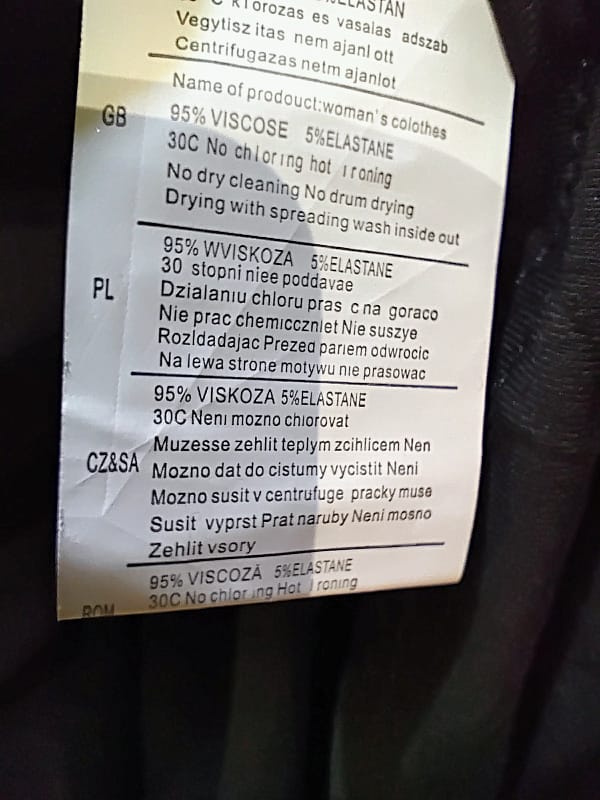 ELASTAN
C klorozas es vasalas adszab
Vegytisz itas nem ajanl ott
Centrifugazas netm ajanlot
Name of prodouct:woman's colothes
GB 95% VISCOSE 5%ELASTANE
30C No chloring hot ironing
No dry cleaning No drum drying
Drying with spreading wash inside out
95% WVISKOZA 5%ELASTANE
30 stopni niee poddavae
PL Dzialaniu chloru pras c na goraco
Nie prac chemiccznlet Nie suszye
Rozldadajac Prezed pariem odwrocic
Na lewa strone motywu nie prasowac
95% VISKOZA 5%ELASTANE
30C Neni mozno chlorovat
Muzesse zehlit teplym zcihlicem Nen
CZ&SA Mozno dat do cistumy vycistit Neni
Mozno susit v centrufuge pracky muse
Susit vyprst Prat naruby Neni mosno
Zehlit vsory
95% VISCOZĂ 5%ELASTANE
ROM 30C No chloring Hot Ironing